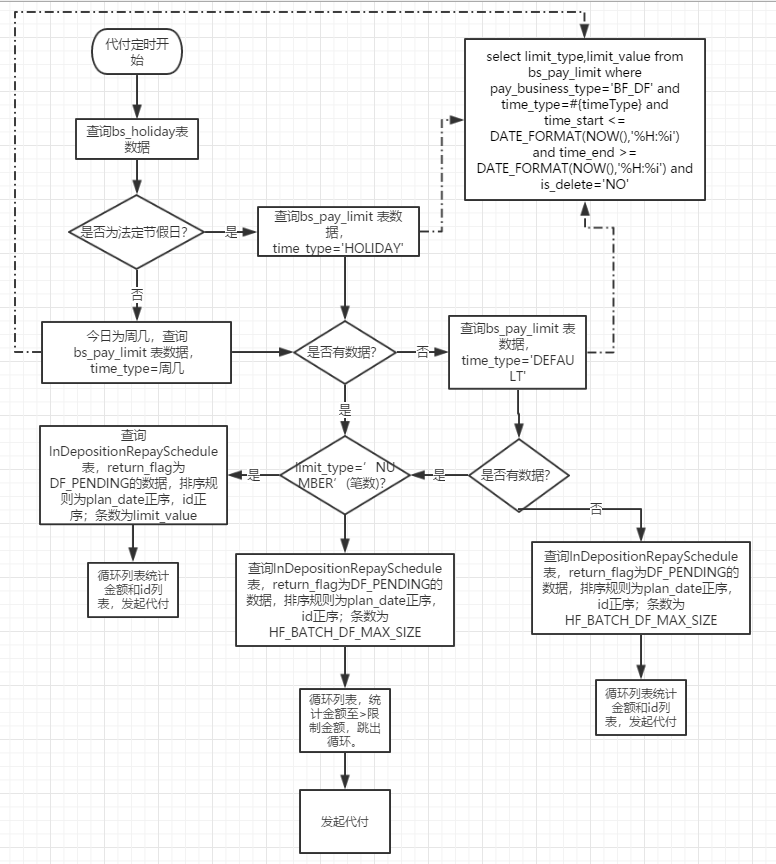 代付定时开
始
select limit_type,limit_value from
bs_pay_limit where
pay_business_type='BF_DF' and
time_type=#{timeType} and
time_start <=
DATE_FORMAT(NOW(),'%H:%i')
and time_end >=
DATE_FORMAT(NOW(),'%H:%i') and
is_delete='NO'
查询bs_holiday表
数据
是否为法定节假日?
是
查询bs_pay_limit 表数
据，
time_type='HOLIDAY'
否
今日为周几，查询
bs_pay_limit 表数据，
time_type=周几
是否有数据?
否
查询bs_pay_limit 表
数据，
time_type='DEFAU
LT'
是
查询
InDepositionRepaySchedule
表，return_flag为
DF_PENDING的数据，排序规
则为plan_date正序，id正
序；条数为limit_value
是
limit_type=’NU
MBER’(笔数)?
是
是否有数据?
否
循环列表统计
金额和id列
表，发起代付
查询InDepositionRepaySchedule
表，return_flag为DF_PENDING的
数据，排序规则为plan_date正序，
id正序；条数为
HF_BATCH_DF_MAX_SIZE
查询InDepositionRepaySchedule
表，return_flag为DF_PENDING的
数据，排序规则为plan_date正序，
id正序；条数为
HF_BATCH_DF_MAX_SIZE
循环列表，统
计金额至>限
制金额，跳出
循环。
循环列表统计
金额和id列
表，发起代付
发起代付